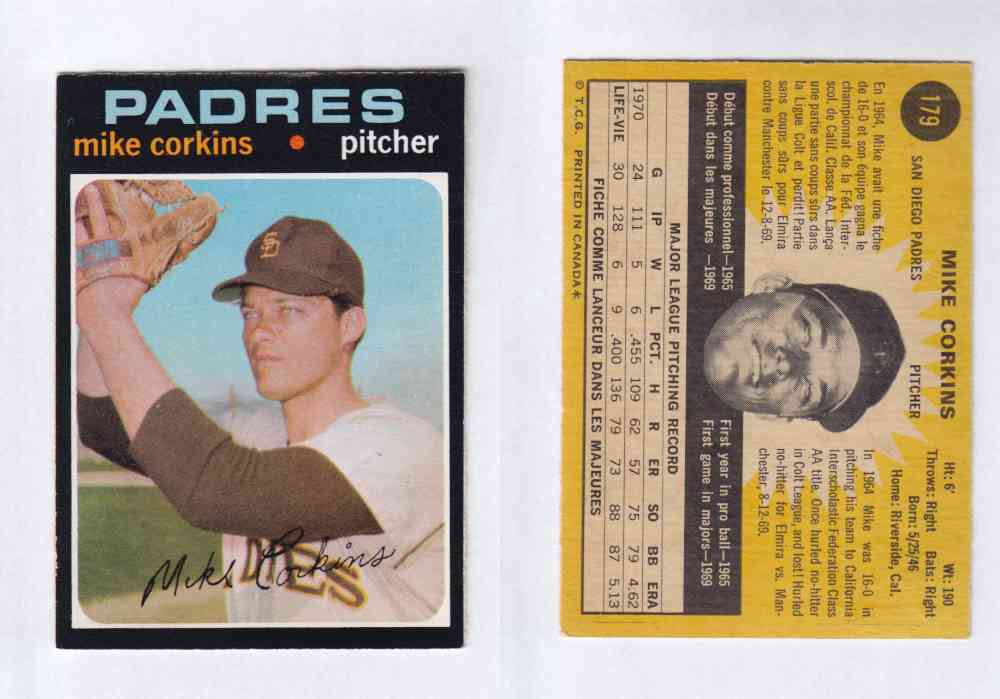 PADRES
mike corkins • pitcher
SD
Mike Corkins
179
MIKE CORKINS
SAN DIEGO PADRES PITCHER
Ht: 6' Wt: 190
Throws: Right Bats: Right
Born: 5/25/46
Home: Riverside, Cal.
En 1964, Mike avait une fiche
de 16-0 et son équipe gagna le
championnat de la Féd. Inter-
scol. de Calif. Classe AA. Lança
une partie sans coups sûrs dans
la Ligue Colt et perdit! Partie
sans coups sûrs pour Elmira
contre Manchester le 12-8-69.
In 1964 Mike was 16-0 in
pitching his team to California
Interscholastic Federation Class
AA title. Once hurled no-hitter
in Colt League, and lost! Hurled
no-hitter for Elmira vs. Man-
chester, 8-12-69.
Début comme professionnel—1965
Début dans les majeures —1969
First year in pro ball—1965
First game in majors—1969
MAJOR LEAGUE PITCHING RECORD
G IP W L PCT. H R ER SO BB ERA
1970 24 111 5 6 .455 109 62 57 75 79 4.62
LIFE-VIE 30 128 6 9 .400 136 79 73 88 87 5.13
FICHE COMME LANCEUR DANS LES MAJEURES
© T.C.G. PRINTED IN CANADA*